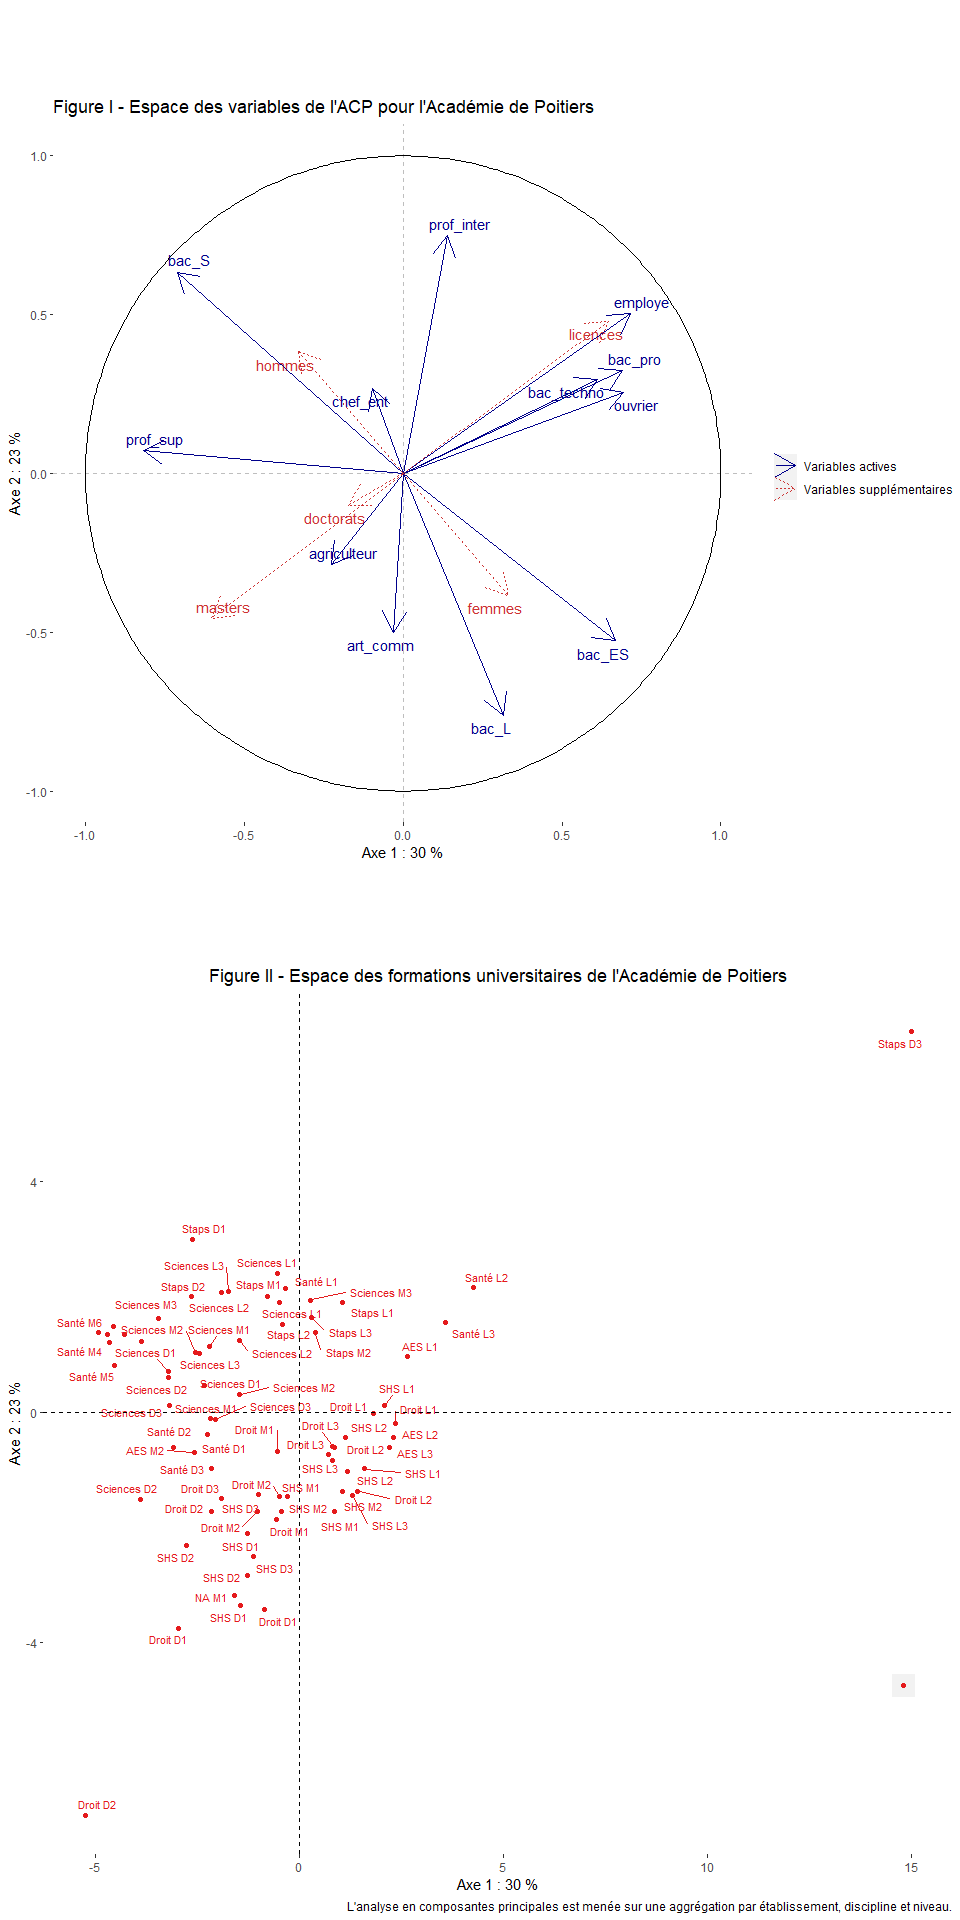 Figure I - Espace des variables de l'ACP pour l'Académie de Poitiers
1.0
prof_inter
bac_S
employe
0.5
licences
hommes
bac_pro
chef_ent
bac_techno
ouvrier
prof_sup
Axe 2 : 23 %
0.0
Variables actives
Variables supplémentaires
doctorats
agriculteur
masters
femmes
-0.5
art_comm
bac_ES
bac_L
-1.0
-1.0 -0.5 0.0 0.5 1.0
Axe 1 : 30 %
Figure II - Espace des formations universitaires de l'Académie de Poitiers
Staps D3
4
Staps D1
Sciences L3 Sciences L1
Staps D2 Staps M1 Santé L1 Santé L2
Sciences M3
Sciences M3 Sciences L2 Sciences L1 Staps L1
Santé M6 Sciences M2 Sciences M1 Staps L2 Staps L3 Santé L3
AES L1
Santé M4 Sciences D1 Sciences L3 Sciences L2 Staps M2
Santé M5 Sciences D2 Sciences D1 Sciences M2
SHS L1
Sciences D3 Sciences M1 Sciences D3 Droit L1 Droit L1
Axe 2 : 23 %
0
Santé D2 Droit M1 Droit L3 SHS L2 AES L2
AES M2 Santé D1 Droit L3 Droit L2 AES L3
Santé D3 SHS L3 SHS L1
Sciences D2 Droit D3 Droit M2 SHS M1 SHS L2 Droit L2
Droit D2 SHS D3 SHS M2 SHS M2
Droit M2 Droit M1 SHS M1 SHS L3
SHS D2 SHS D1
SHS D2 SHS D3
NA M1
SHS D1 Droit D1
Droit D1
-4
Droit D2
-5 0 5 10 15
Axe 1 : 30 %
L'analyse en composantes principales est menée sur une aggrégation par établissement, discipline et niveau.